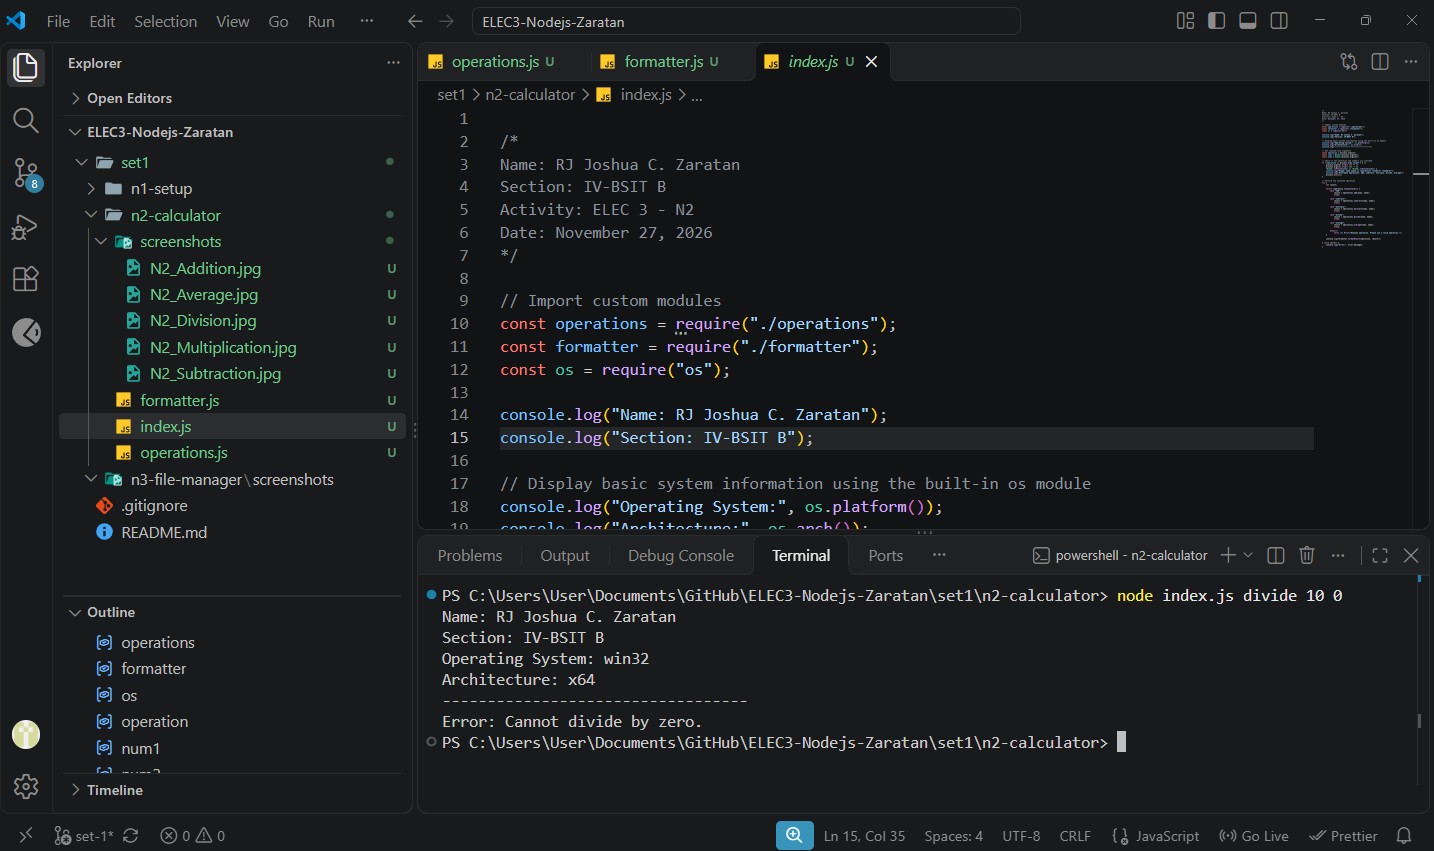 File Edit Selection View Go Run ··· ELEC3-Nodejs-Zaratan
Explorer ···
Open Editors
ELEC3-Nodejs-Zaratan
set1
n1-setup
n2-calculator
screenshots
N2_Addition.jpg U
N2_Average.jpg U
N2_Division.jpg U
N2_Multiplication.jpg U
N2_Subtraction.jpg U
formatter.js U
index.js U
operations.js U
n3-file-manager\screenshots
.gitignore
README.md
8
Outline
operations
formatter
os
operation
num1
num2
Timeline
operations.js U formatter.js U index.js U
set1 > n2-calculator > index.js > ...
1
2 /*
3 Name: RJ Joshua C. Zaratan
4 Section: IV-BSIT B
5 Activity: ELEC 3 - N2
6 Date: November 27, 2026
7 */
8
9 // Import custom modules
10 const operations = require("./operations");
11 const formatter = require("./formatter");
12 const os = require("os");
13
14 console.log("Name: RJ Joshua C. Zaratan");
15 console.log("Section: IV-BSIT B");
16
17 // Display basic system information using the built-in os module
18 console.log("Operating System:", os.platform());
19 console.log("Architecture:", os.arch());
Problems Output Debug Console Terminal Ports ··· powershell - n2-calculator
PS C:\Users\User\Documents\GitHub\ELEC3-Nodejs-Zaratan\set1\n2-calculator> node index.js divide 10 0
Name: RJ Joshua C. Zaratan
Section: IV-BSIT B
Operating System: win32
Architecture: x64
----------------------------------
Error: Cannot divide by zero.
PS C:\Users\User\Documents\GitHub\ELEC3-Nodejs-Zaratan\set1\n2-calculator>
set-1* 0 0 Ln 15, Col 35 Spaces: 4 UTF-8 CRLF JavaScript Go Live Prettier